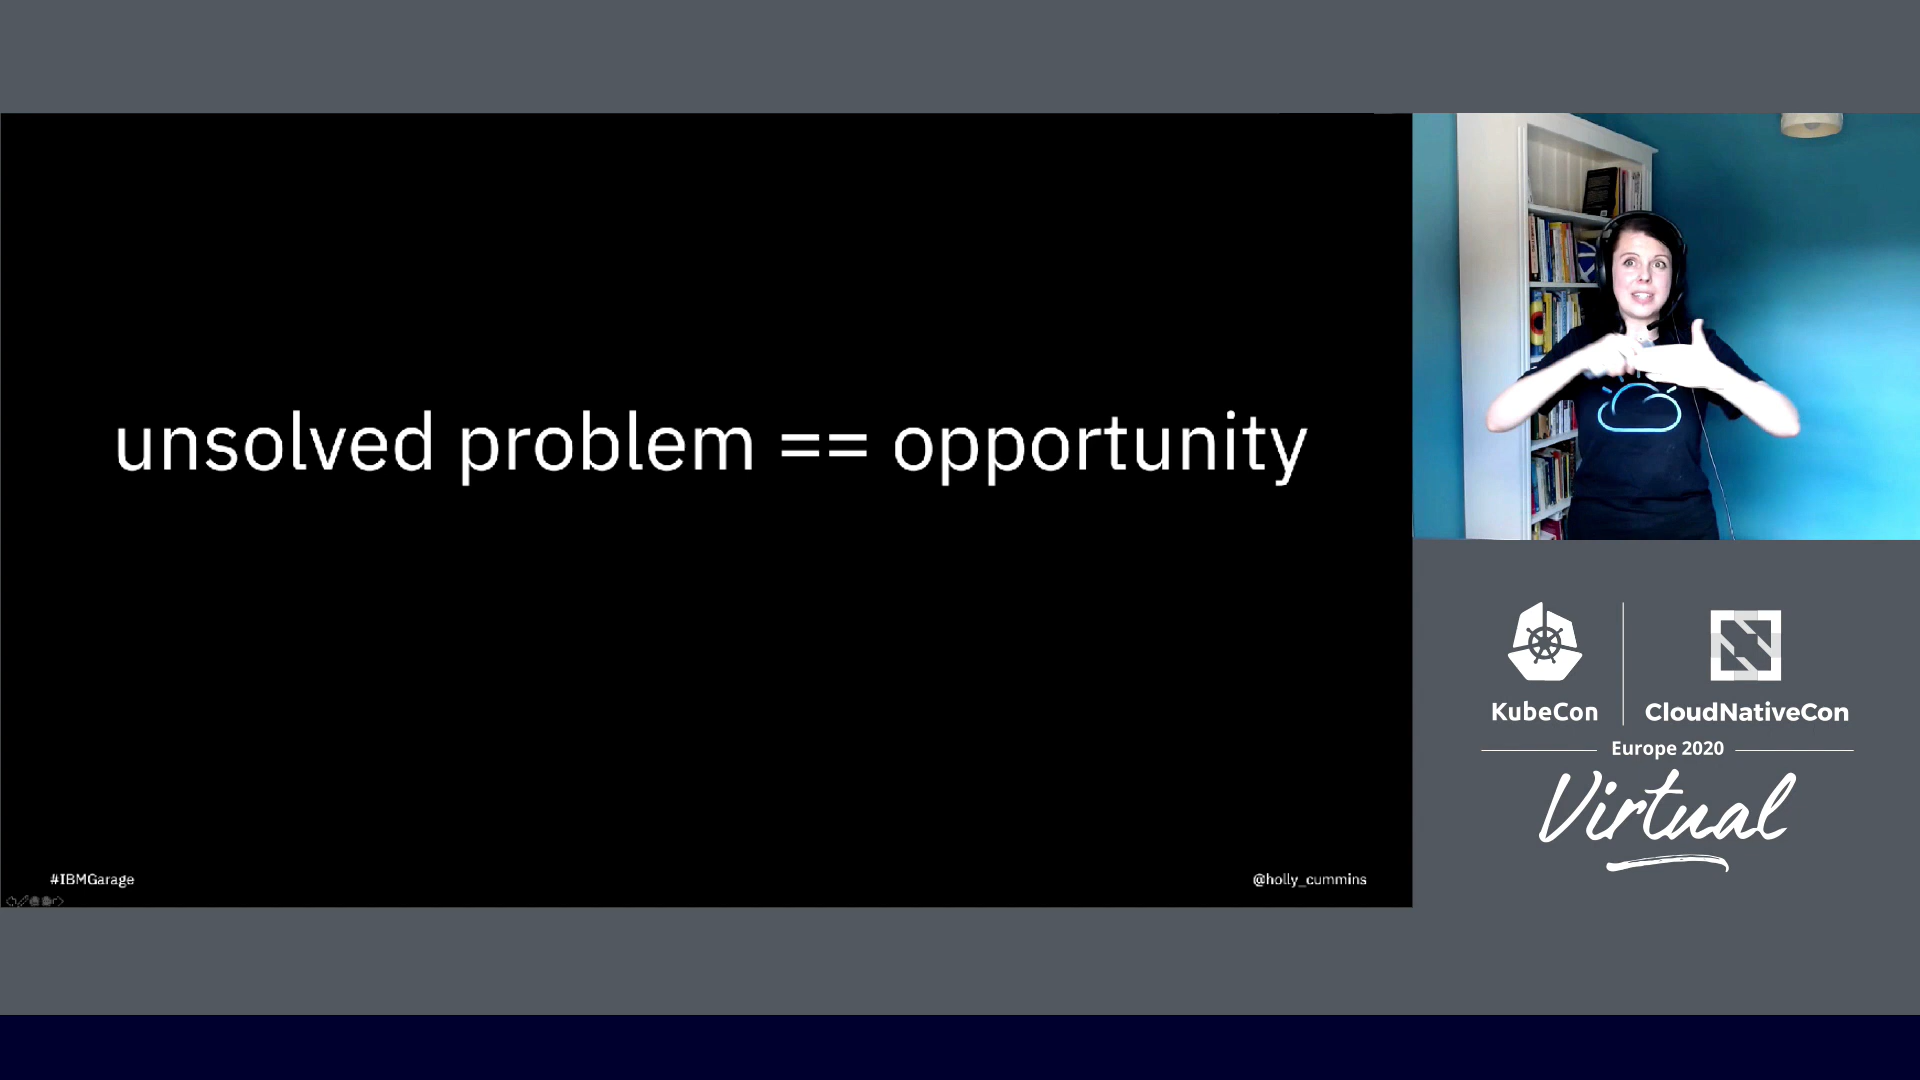 unsolved problem == opportunity
#IBMGarage
@holly_cummins
KubeCon
CloudNativeCon
Europe 2020
Virtual